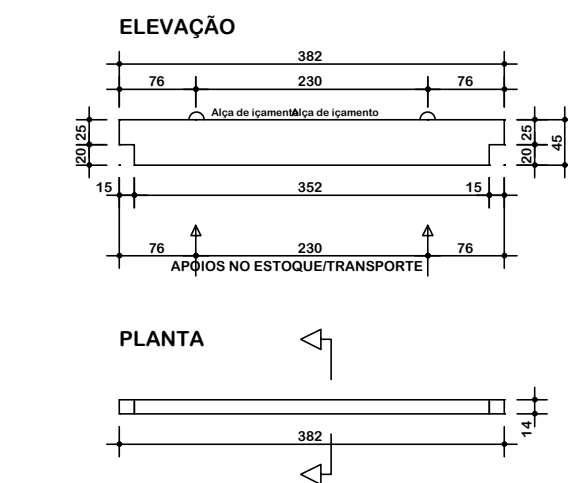 ELEVAÇÃO
382
76 230 76
Alça de içamento Alça de içamento
25 25
20 20 45
15 352 15
76 230 76
APOIOS NO ESTOQUE/TRANSPORTE
PLANTA
14
382